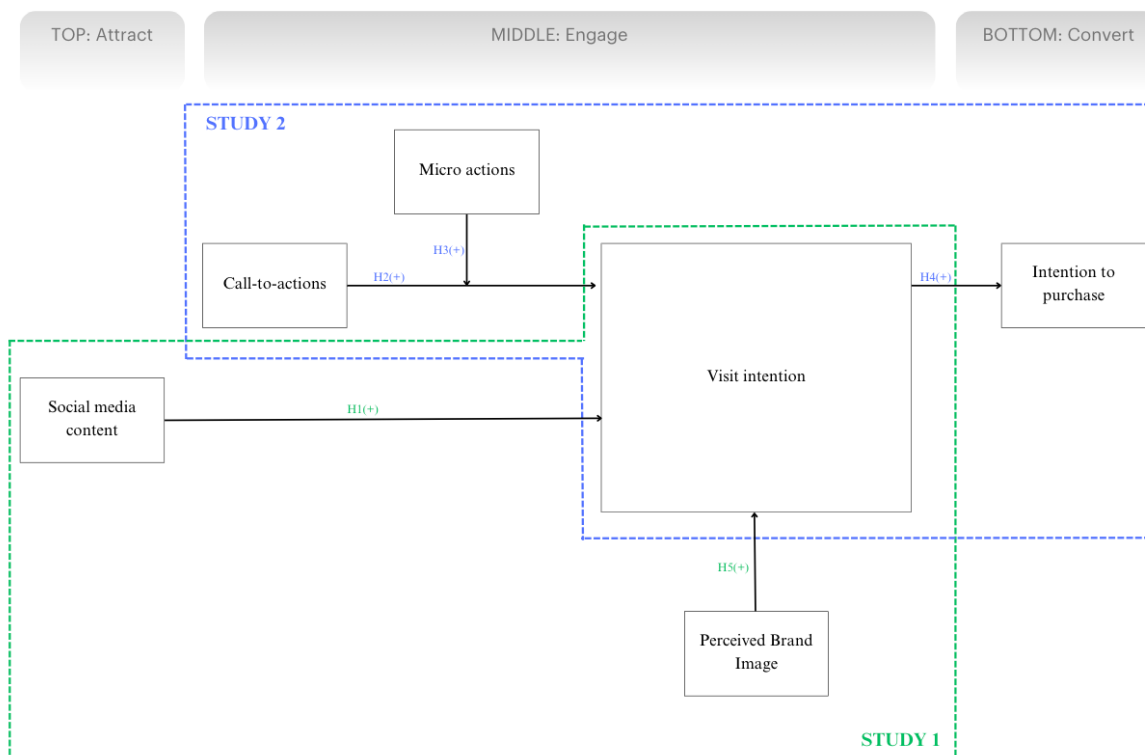 TOP: Attract
MIDDLE: Engage
BOTTOM: Convert
STUDY 2
Micro actions
H3(+)
Call-to-actions
H2(+)
H4(+)
Intention to
purchase
Visit intention
Social media
content
H1(+)
H5(+)
Perceived Brand
Image
STUDY 1